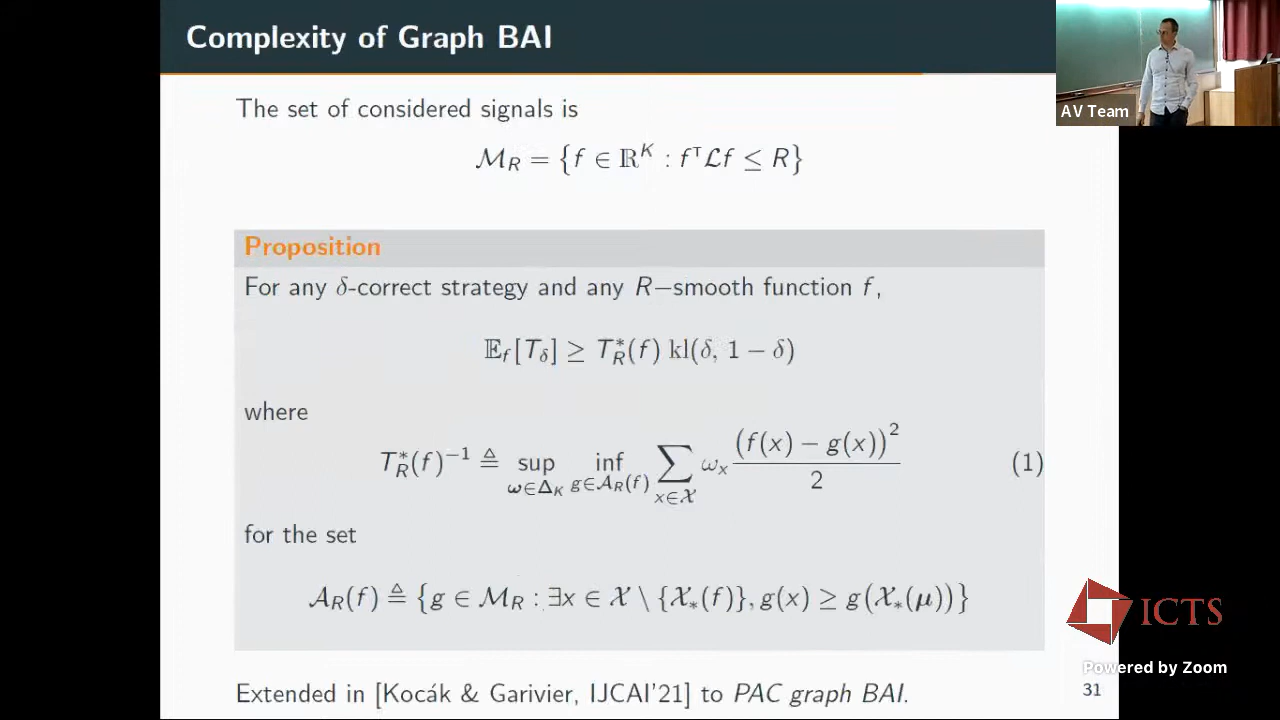 Complexity of Graph BAI
AV Team
The set of considered signals is
ℳ_R = {f ∈ ℝ^K : f^⊤ ℒf ≤ R}
Proposition
For any δ-correct strategy and any R−smooth function f,
𝔼_f[T_δ] ≥ T*_R(f) kl(δ, 1 − δ)
where
T*_R(f)^{-1} ≜ sup_{ω∈Δ_K} inf_{g∈𝒜_R(f)} ∑_{x∈𝒳} ω_x (f(x) − g(x))^2 / 2 (1)
for the set
𝒜_R(f) ≜ {g ∈ ℳ_R : ∃x ∈ 𝒳 \ {𝒳_*(f)}, g(x) ≥ g(𝒳_*(μ))}
ICTS
Powered by Zoom
Extended in [Kocák & Garivier, IJCAI'21] to PAC graph BAI.
31